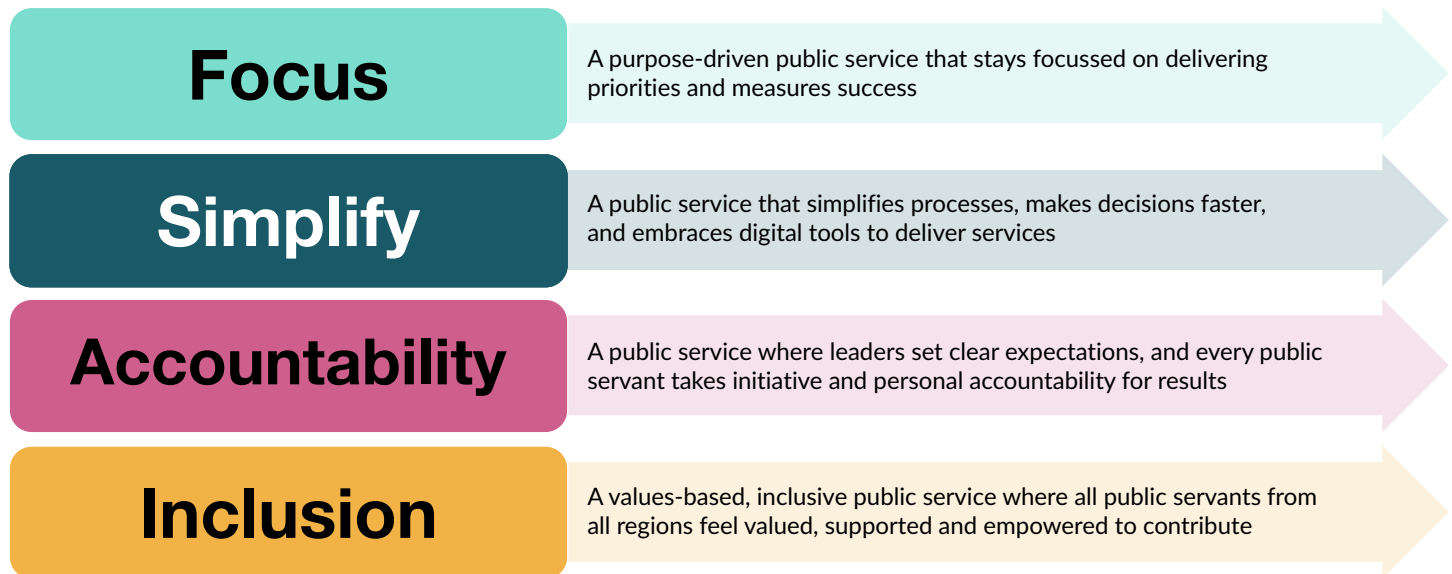 Focus
A purpose-driven public service that stays focussed on delivering
priorities and measures success
Simplify
A public service that simplifies processes, makes decisions faster,
and embraces digital tools to deliver services
Accountability
A public service where leaders set clear expectations, and every public
servant takes initiative and personal accountability for results
Inclusion
A values-based, inclusive public service where all public servants from
all regions feel valued, supported and empowered to contribute